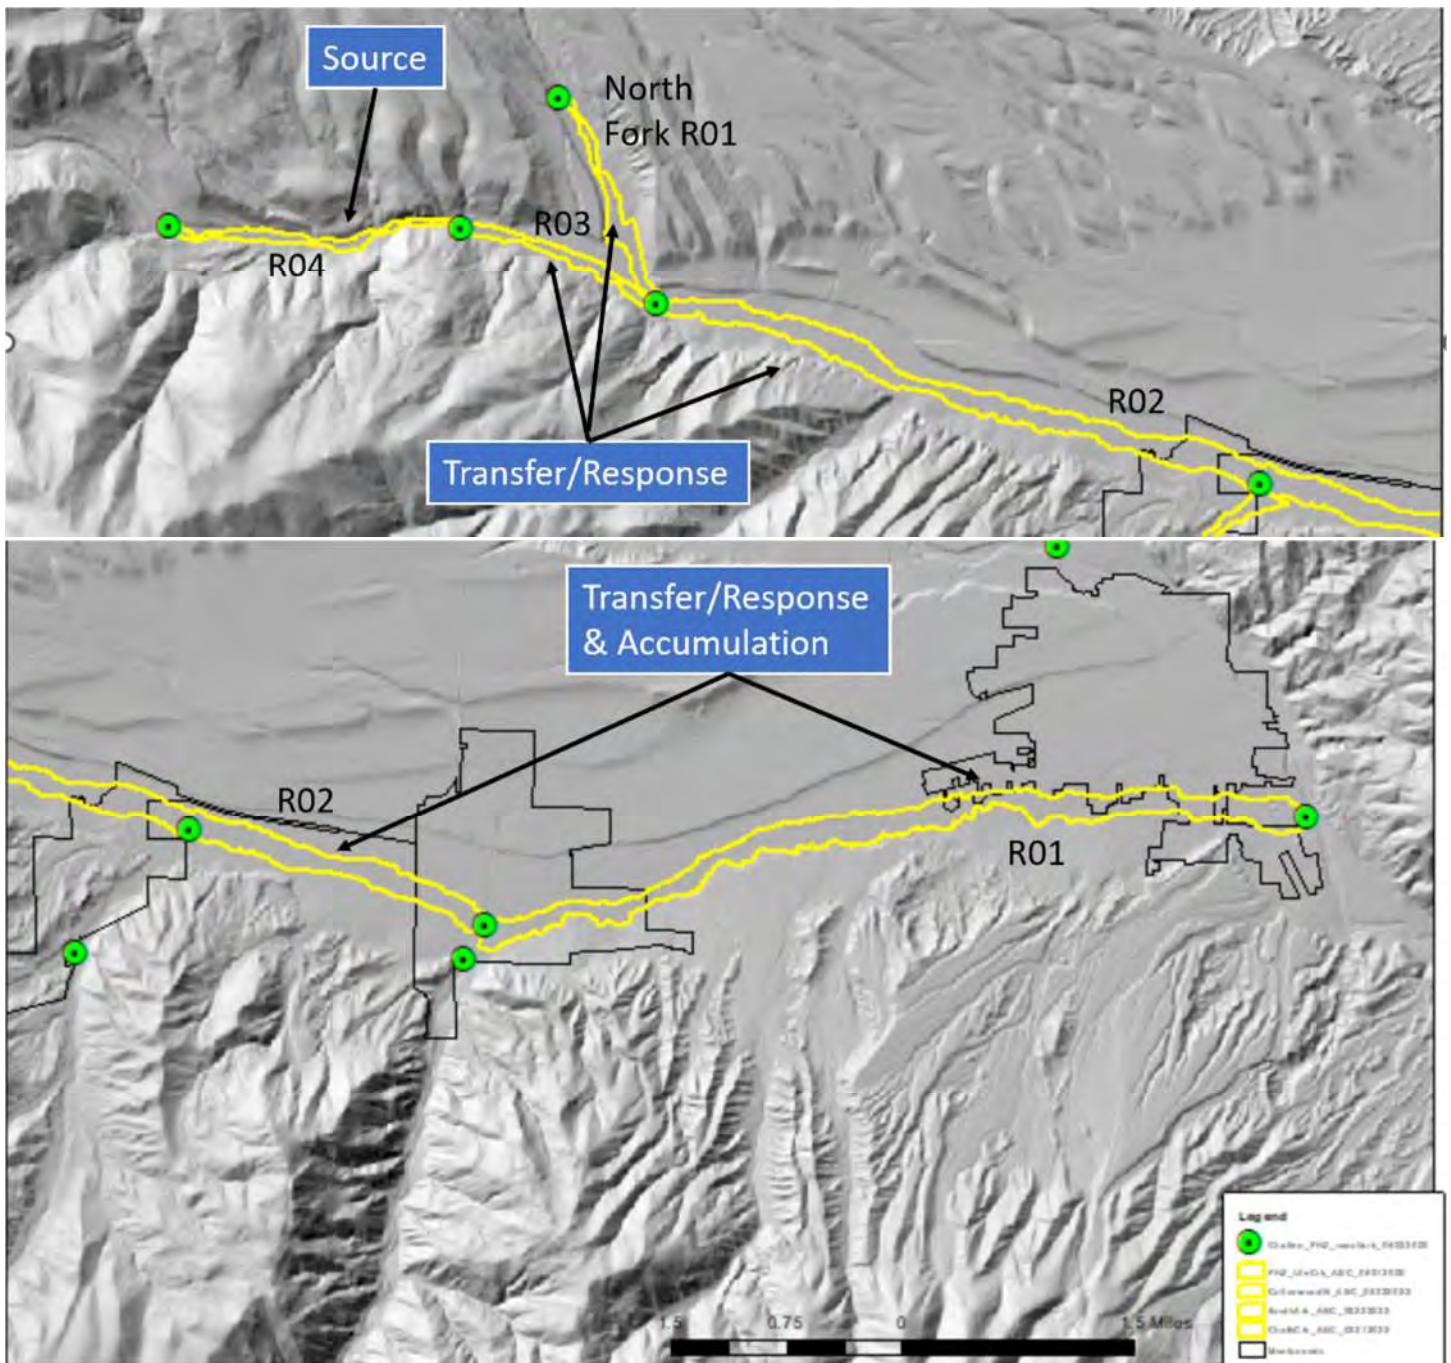 Source
North
Fork R01
R03
R04
R02
Transfer/Response
Transfer/Response
& Accumulation
R02
R01
Legend
1.5 0.75 0 1.5 Miles